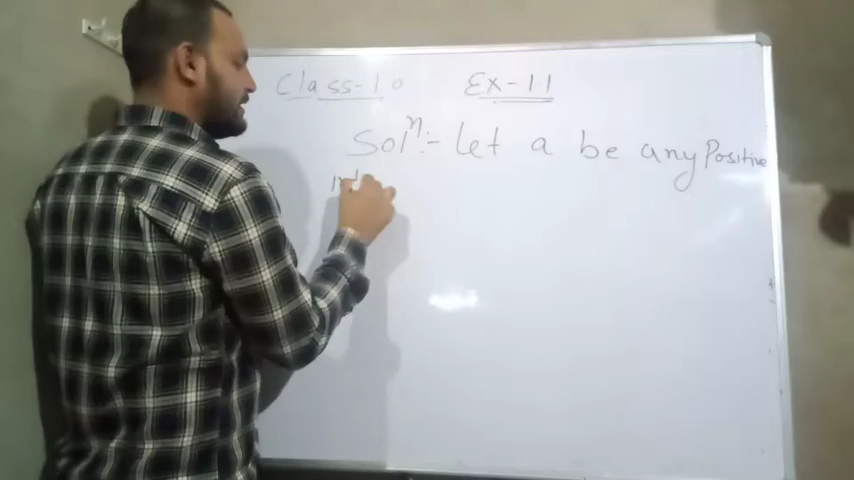 Class-10 Ex-1.1
Solⁿ:- Let a be any Positive